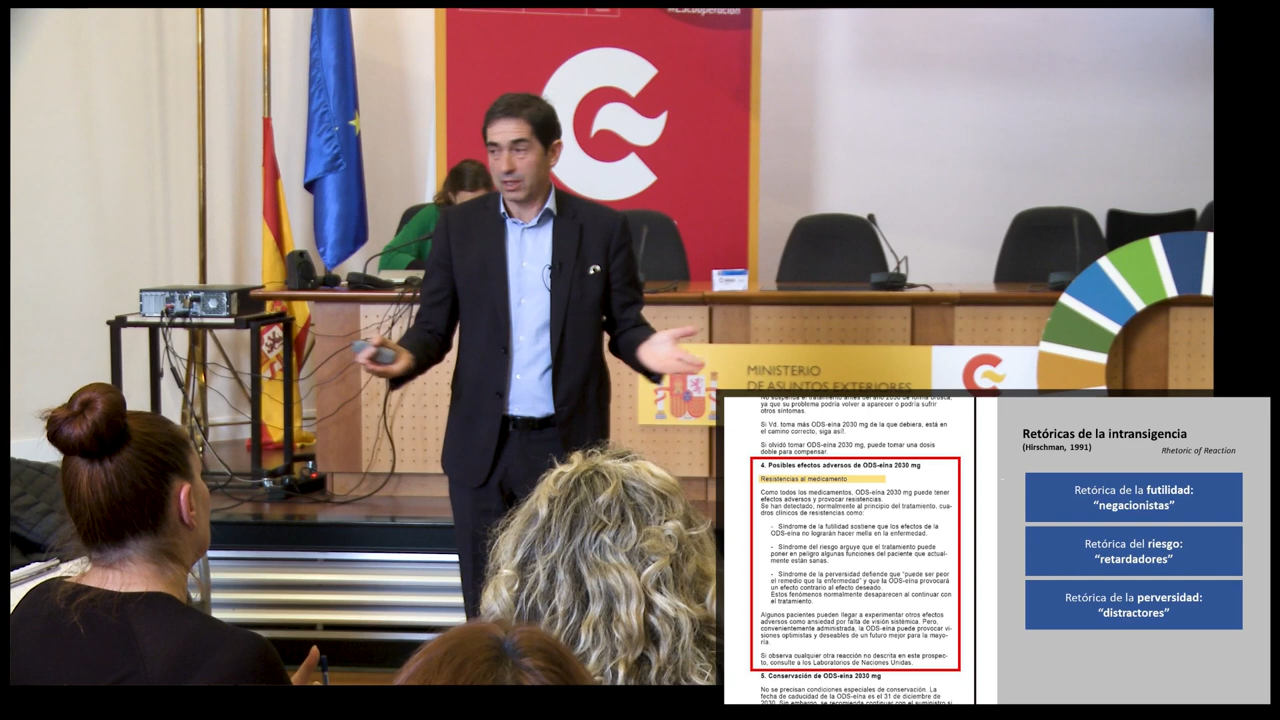 MINISTERIO
DE ASUNTOS EXTERIORES
ya que su problema podría volver a aparecer o podría sufrir
otros síntomas.
Si Vd. toma más ODS-eína 2030 mg de la que debiera, está en
el camino correcto, siga así!.
Si olvidó tomar ODS-eína 2030 mg, puede tomar una dosis
doble para compensar.
4. Posibles efectos adversos de ODS-eína 2030 mg
Resistencias al medicamento
Como todos los medicamentos, ODS-eína 2030 mg puede tener
efectos adversos y provocar resistencias.
Se han detectado, normalmente al principio del tratamiento, cua-
dros clínicos de resistencias como:
- Síndrome de la futilidad sostiene que los efectos de la
ODS-eína no lograrán hacer mella en la enfermedad.
- Síndrome del riesgo arguye que el tratamiento puede
poner en peligro algunas funciones del paciente que actual-
mente están sanas.
- Síndrome de la perversidad defiende que "puede ser peor
el remedio que la enfermedad" y que la ODS-eína provocará
un efecto contrario al efecto deseado.
Estos fenómenos normalmente desaparecen al continuar con
el tratamiento.
Algunos pacientes pueden llegar a experimentar otros efectos
adversos como ansiedad por falta de visión sistémica. Pero,
convenientemente administrada, la ODS-eína puede provocar vi-
siones optimistas y deseables de un futuro mejor para la mayo-
ría.
Si observa cualquier otra reacción no descrita en este prospec-
to, consulte a los Laboratorios de Naciones Unidas.
5. Conservación de ODS-eína 2030 mg
No se precisan condiciones especiales de conservación. La
fecha de caducidad de la ODS-eína es el 31 de diciembre de
Retóricas de la intransigencia
(Hirschman, 1991)
Rhetoric of Reaction
Retórica de la futilidad:
“negacionistas”
Retórica del riesgo:
“retardadores”
Retórica de la perversidad:
“distractores”